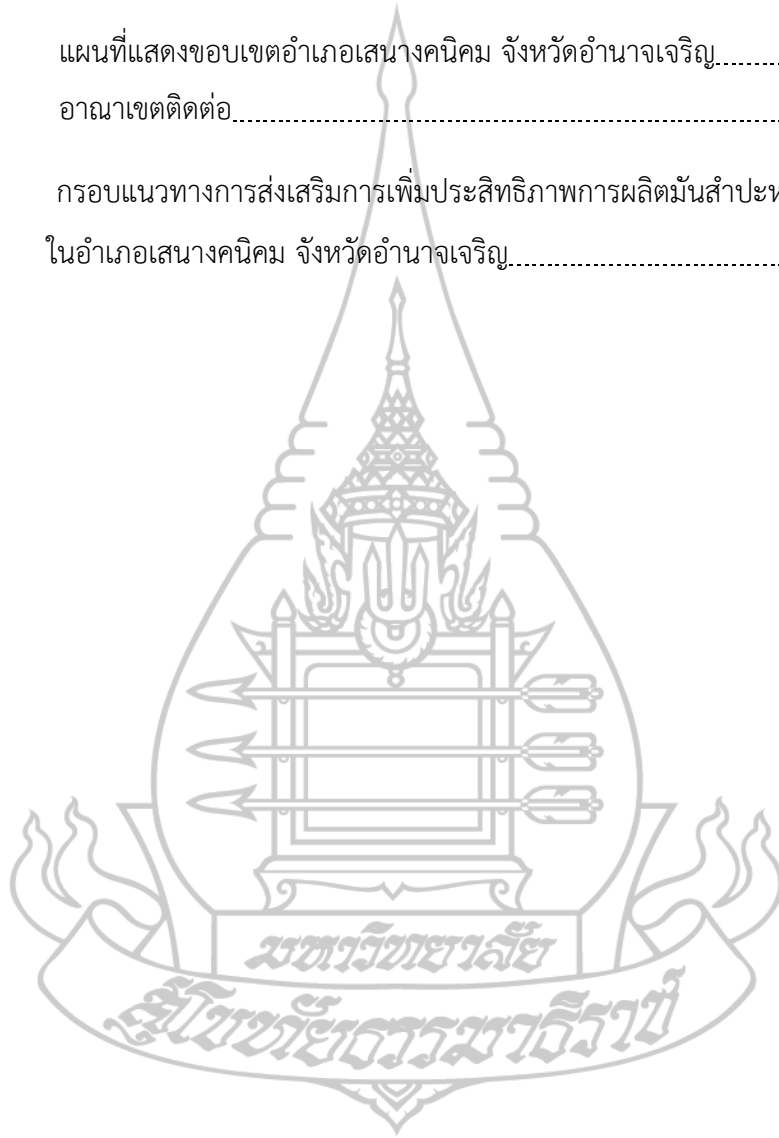 แผนที่แสดงขอบเขตอำเภอเสนางคนิคม จังหวัดอำนาจเจริญ
อาณาเขตติดต่อ
กรอบแนวทางการส่งเสริมการเพิ่มประสิทธิภาพการผลิตมันสำปะห
ในอำเภอเสนางคนิคม จังหวัดอำนาจเจริญ
มหาวิทยาลัย
สุโขทัยธรรมาธิราช